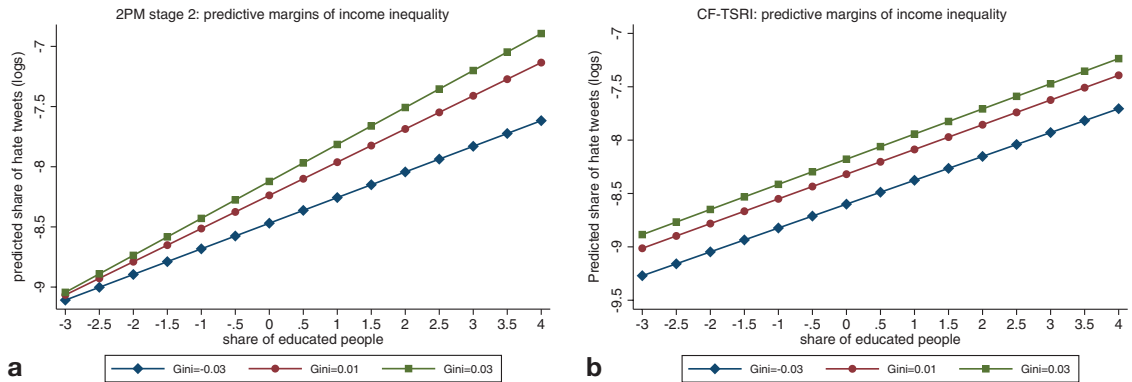 2PM stage 2: predictive margins of income inequality
predicted share of hate tweets (logs)
-7
-7.5
-8
-8.5
-9
-3 -2.5 -2 -1.5 -1 -.5 0 .5 1 1.5 2 2.5 3 3.5 4
share of educated people
a
Gini=-0.03 Gini=0.01 Gini=0.03
CF-TSRI: predictive margins of income inequality
Predicted share of hate tweets (logs)
-7
-7.5
-8
-8.5
-9
-9.5
-3 -2.5 -2 -1.5 -1 -.5 0 .5 1 1.5 2 2.5 3 3.5 4
share of educated people
b
Gini=-0.03 Gini=0.01 Gini=0.03